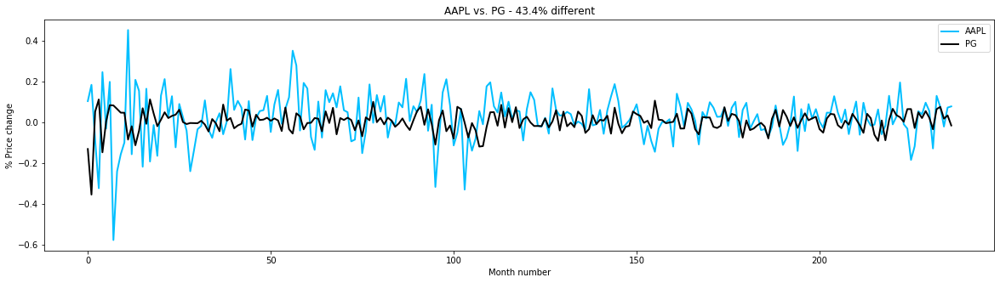 AAPL vs. PG - 43.4% different
AAPL
PG
% Price change
0.4
0.2
0.0
−0.2
−0.4
−0.6
0
50
100
150
200
Month number